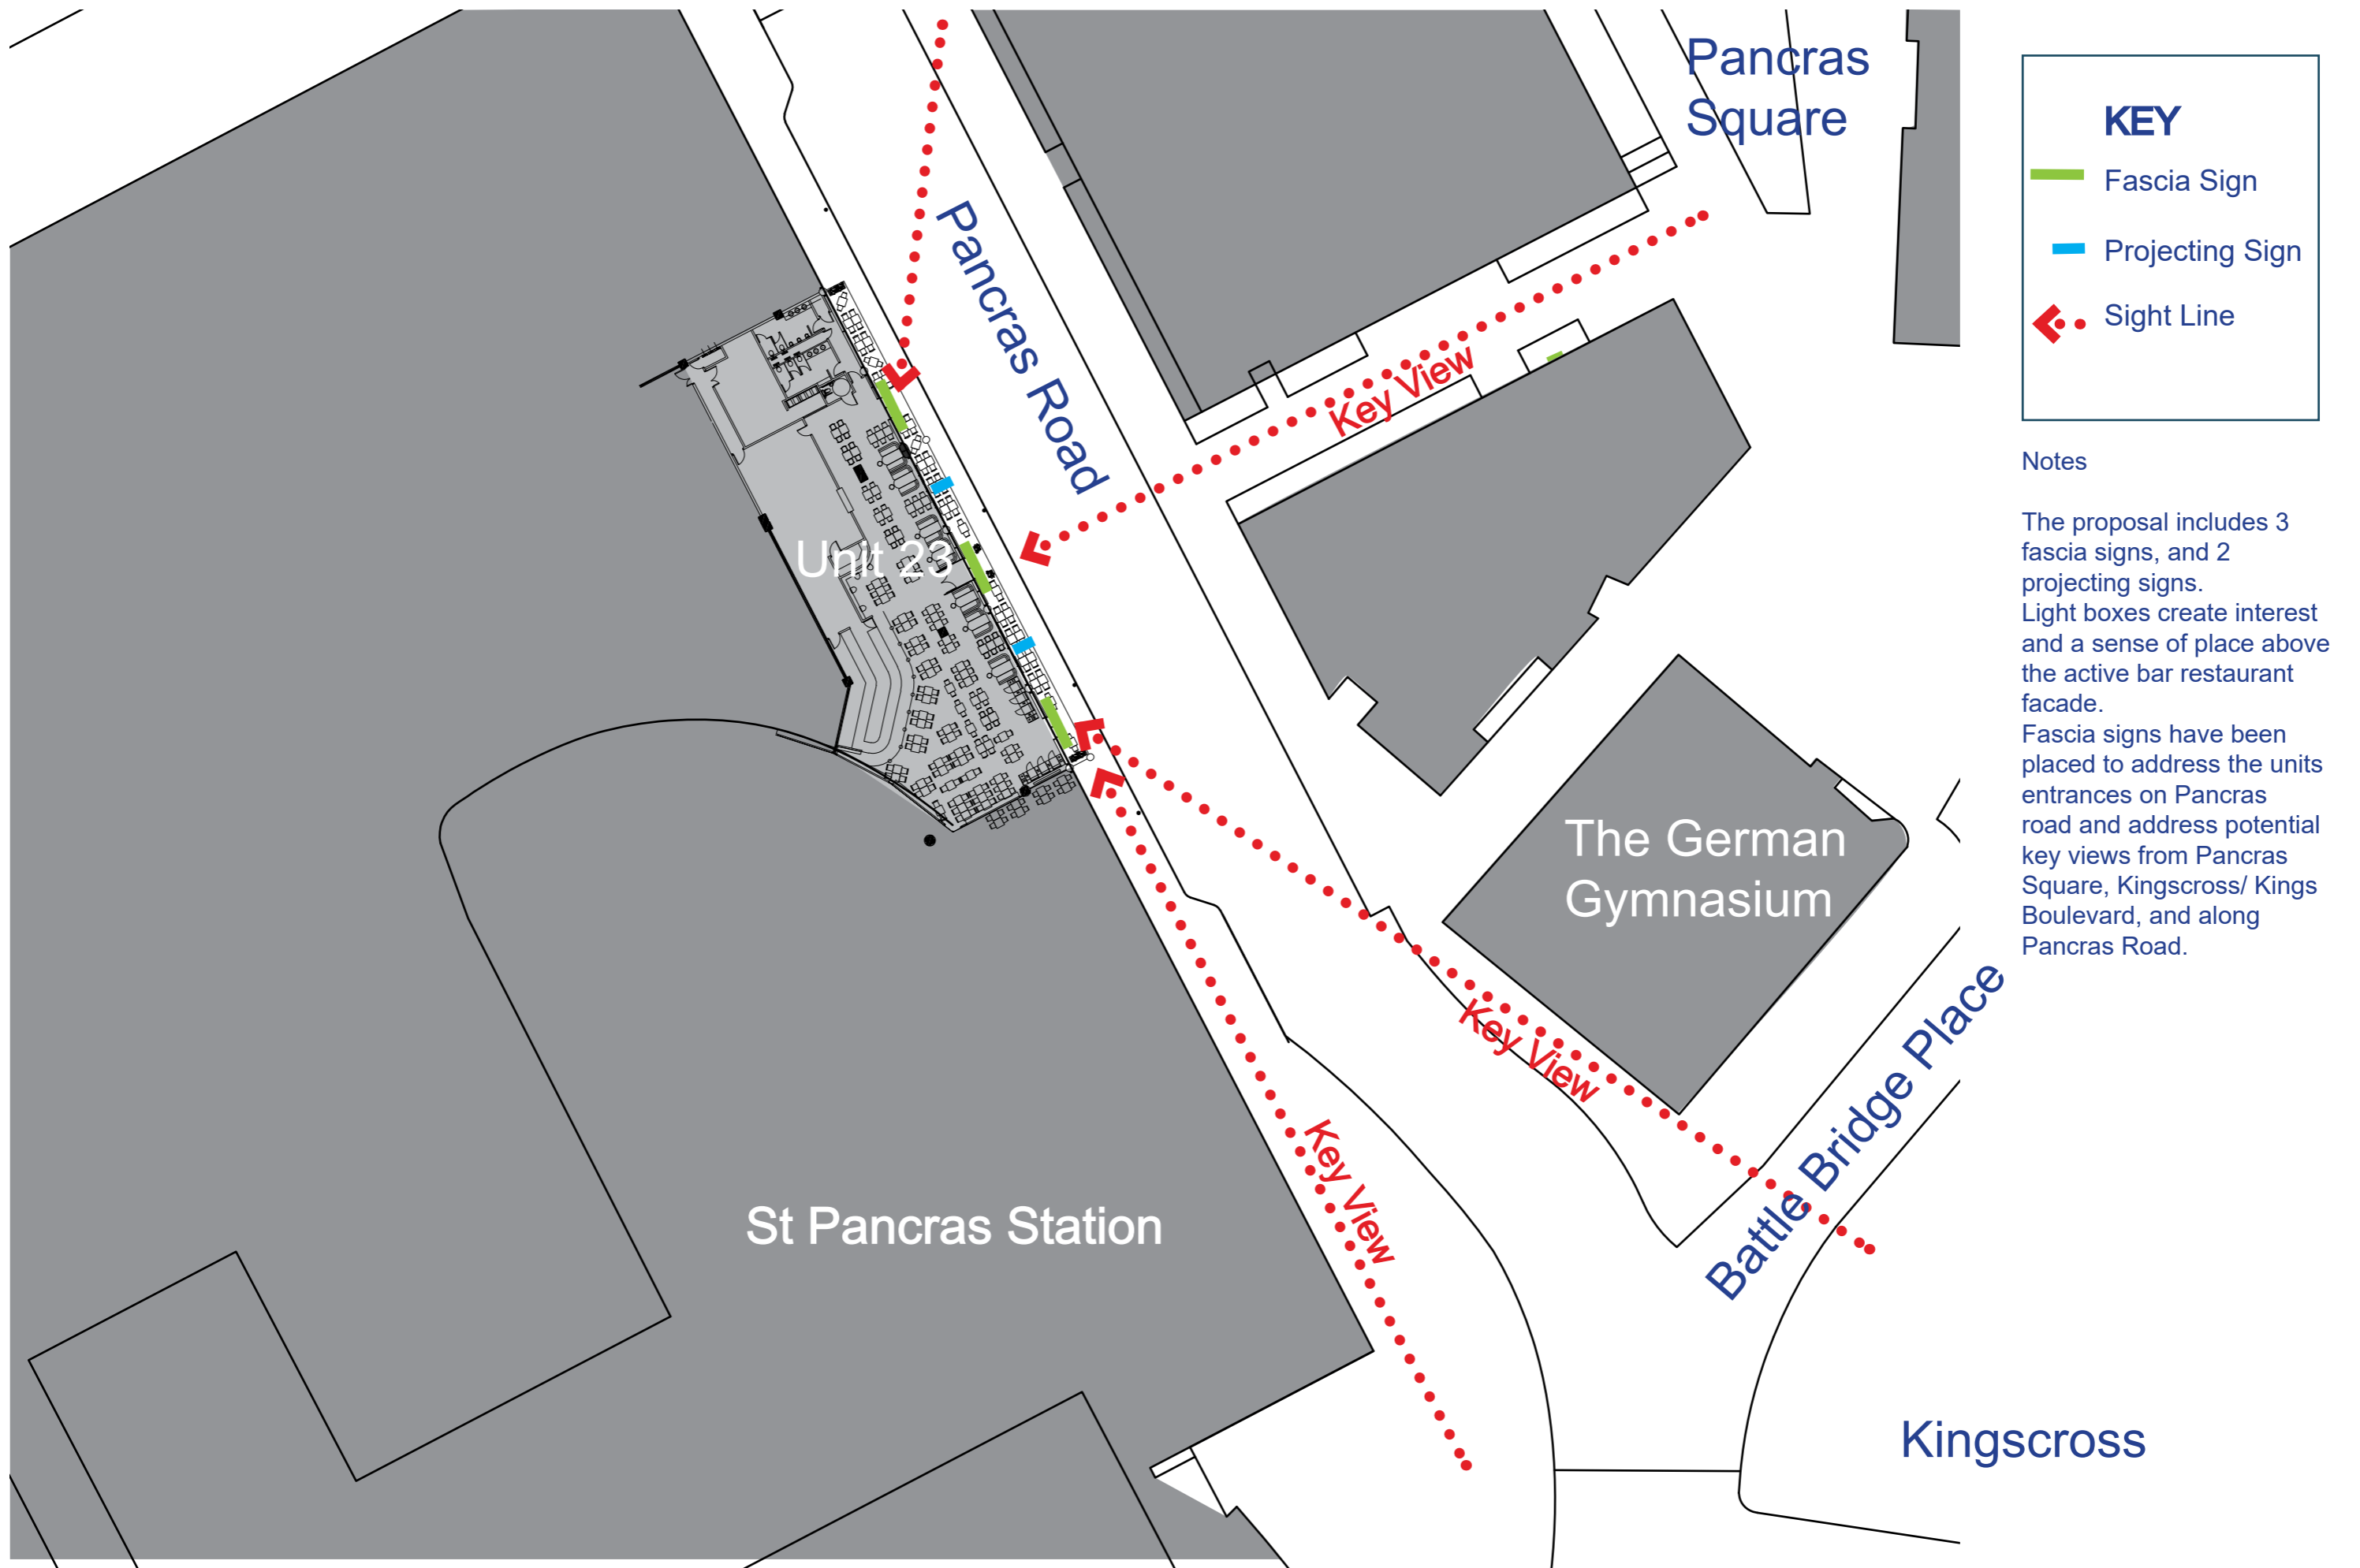 Pancras
Square
KEY
Fascia Sign
Projecting Sign
Sight Line
Pancras Road
Key View
Unit 23
Notes
The proposal includes 3
fascia signs, and 2
projecting signs.
Light boxes create interest
and a sense of place above
the active bar restaurant
facade.
Fascia signs have been
placed to address the units
entrances on Pancras
road and address potential
key views from Pancras
Square, Kingscross/ Kings
Boulevard, and along
Pancras Road.
The German
Gymnasium
Key View
Battle Bridge Place
Key View
St Pancras Station
Kingscross